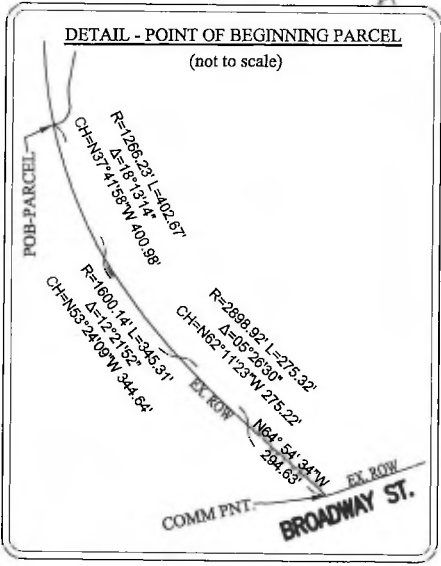 DETAIL - POINT OF BEGINNING PARCEL
(not to scale)
POB-PARCEL
R=1266.23' L=402.67'
Δ=18°13'14"
CH=N37°41'58"W 400.98'
R=1600.14' L=345.31'
Δ=12°21'52"
CH=N53°24'09"W 344.64'
R=2898.92' L=275.32'
Δ=05°26'30"
CH=N62°11'23"W 275.22'
EX. ROW
N64° 54' 34"W
294.63'
EX. ROW
COMM PNT.
BROADWAY ST.